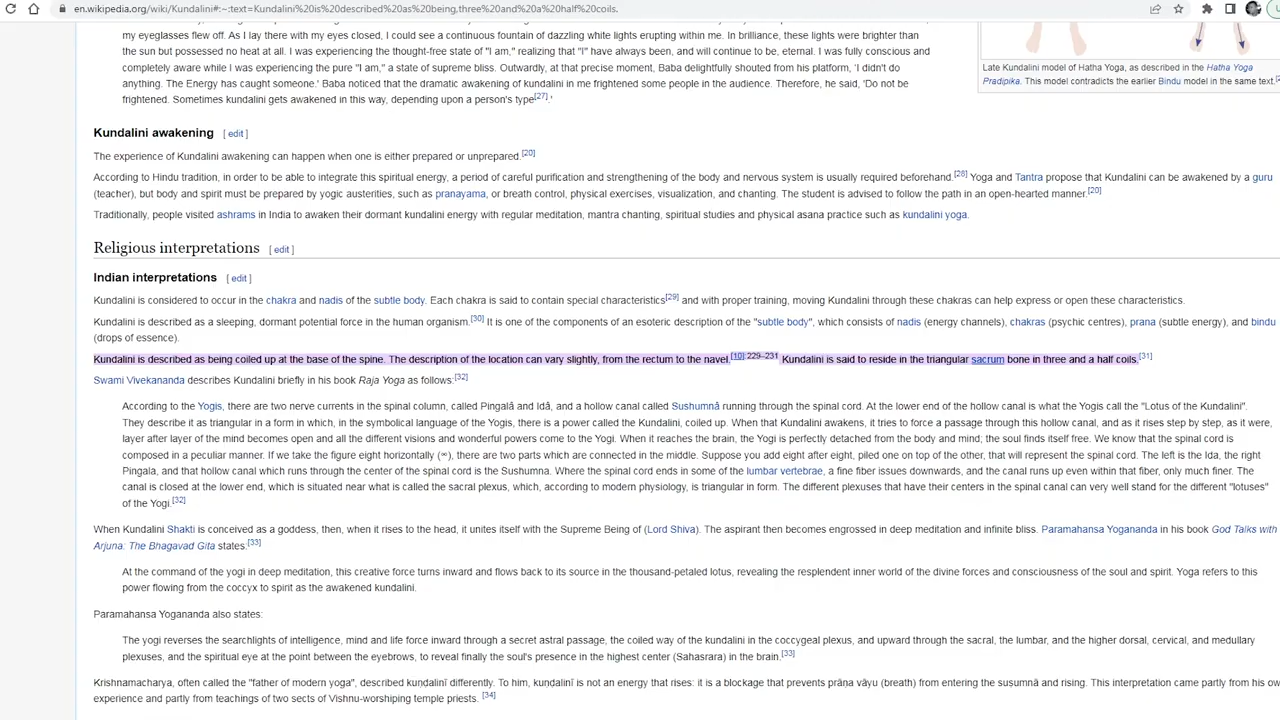 en.wikipedia.org/wiki/Kundalini#:~:text=Kundalini%20is%20described%20as%20being,three%20and%20a%20half%20coils.
my eyeglasses flew off. As I lay there with my eyes closed, I could see a continuous fountain of dazzling white lights erupting within me. In brilliance, these lights were brighter
than the sun but possessed no heat at all. I was experiencing the thought-free state of "I am," realizing that "I" have always been, and will continue to be, eternal. I was fully conscious and
completely aware while I was experiencing the pure "I am," a state of supreme bliss. Outwardly, at that precise moment, Baba delightfully shouted from his platform, 'I didn't do
anything. The Energy has caught someone.' Baba noticed that the dramatic awakening of kundalini in me frightened some people in the audience. Therefore, he said, 'Do not be
frightened. Sometimes kundalini gets awakened in this way, depending upon a person's type[27].'
Late Kundalini model of Hatha Yoga, as described in the Hatha Yoga
Pradipika. This model contradicts the earlier Bindu model in the same text.
Kundalini awakening [ edit ]
The experience of Kundalini awakening can happen when one is either prepared or unprepared.[20]
According to Hindu tradition, in order to be able to integrate this spiritual energy, a period of careful purification and strengthening of the body and nervous system is usually required beforehand.[28] Yoga and Tantra propose that Kundalini can be awakened by a guru
(teacher), but body and spirit must be prepared by yogic austerities, such as pranayama, or breath control, physical exercises, visualization, and chanting. The student is advised to follow the path in an open-hearted manner.[20]
Traditionally, people visited ashrams in India to awaken their dormant kundalini energy with regular meditation, mantra chanting, spiritual studies and physical asana practice such as kundalini yoga.
Religious interpretations [ edit ]
Indian interpretations [ edit ]
Kundalini is considered to occur in the chakra and nadis of the subtle body. Each chakra is said to contain special characteristics[29] and with proper training, moving Kundalini through these chakras can help express or open these characteristics.
Kundalini is described as a sleeping, dormant potential force in the human organism.[30] It is one of the components of an esoteric description of the "subtle body", which consists of nadis (energy channels), chakras (psychic centres), prana (subtle energy), and bindu
(drops of essence).
Kundalini is described as being coiled up at the base of the spine. The description of the location can vary slightly, from the rectum to the navel.[10]:229–231 Kundalini is said to reside in the triangular sacrum bone in three and a half coils.[31]
Swami Vivekananda describes Kundalini briefly in his book Raja Yoga as follows:[32]
According to the Yogis, there are two nerve currents in the spinal column, called Pingalâ and Idâ, and a hollow canal called Sushumnâ running through the spinal cord. At the lower end of the hollow canal is what the Yogis call the "Lotus of the Kundalini".
They describe it as triangular in a form in which, in the symbolical language of the Yogis, there is a power called the Kundalini, coiled up. When that Kundalini awakens, it tries to force a passage through this hollow canal, and as it rises step by step, as it were,
layer after layer of the mind becomes open and all the different visions and wonderful powers come to the Yogi. When it reaches the brain, the Yogi is perfectly detached from the body and mind; the soul finds itself free. We know that the spinal cord is
composed in a peculiar manner. If we take the figure eight horizontally (∞), there are two parts which are connected in the middle. Suppose you add eight after eight, piled one on top of the other, that will represent the spinal cord. The left is the Ida, the right
Pingala, and that hollow canal which runs through the center of the spinal cord is the Sushumna. Where the spinal cord ends in some of the lumbar vertebrae, a fine fiber issues downwards, and the canal runs up even within that fiber, only much finer. The
canal is closed at the lower end, which is situated near what is called the sacral plexus, which, according to modern physiology, is triangular in form. The different plexuses that have their centers in the spinal canal can very well stand for the different "lotuses"
of the Yogi.[32]
When Kundalini Shakti is conceived as a goddess, then, when it rises to the head, it unites itself with the Supreme Being of (Lord Shiva). The aspirant then becomes engrossed in deep meditation and infinite bliss. Paramahansa Yogananda in his book God Talks with
Arjuna: The Bhagavad Gita states:[33]
At the command of the yogi in deep meditation, this creative force turns inward and flows back to its source in the thousand-petaled lotus, revealing the resplendent inner world of the divine forces and consciousness of the soul and spirit. Yoga refers to this
power flowing from the coccyx to spirit as the awakened kundalini.
Paramahansa Yogananda also states:
The yogi reverses the searchlights of intelligence, mind and life force inward through a secret astral passage, the coiled way of the kundalini in the coccygeal plexus, and upward through the sacral, the lumbar, and the higher dorsal, cervical, and medullary
plexuses, and the spiritual eye at the point between the eyebrows, to reveal finally the soul's presence in the highest center (Sahasrara) in the brain.[33]
Krishnamacharya, often called the "father of modern yoga", described kuṇḍalinī differently. To him, kuṇḍalinī is not an energy that rises: it is a blockage that prevents prāṇa vāyu (breath) from entering the suṣumnā and rising. This interpretation came partly from his ow
experience and partly from teachings of two sects of Vishnu-worshiping temple priests. [34]